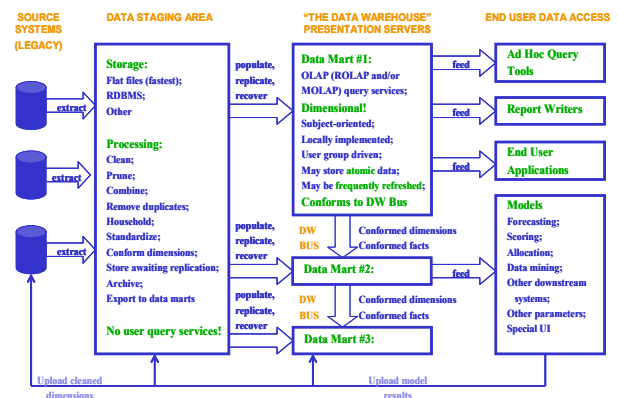 SOURCE
SYSTEMS
(LEGACY)
extract
extract
extract
DATA STAGING AREA
Storage:
Flat files (fastest);
RDBMS;
Other
Processing:
Clean;
Prune;
Combine;
Remove duplicates;
Household;
Standardize;
Conform dimensions;
Store awaiting replication;
Archive;
Export to data marts
No user query services!
populate,
replicate,
recover
populate,
replicate,
recover
populate,
replicate,
recover
“THE DATA WAREHOUSE”
PRESENTATION SERVERS
Data Mart #1:
OLAP (ROLAP and/or
MOLAP) query services;
Dimensional!
Subject-oriented;
Locally implemented;
User group driven;
May store atomic data;
May be frequently refreshed;
Conforms to DW Bus
DW
BUS
Conformed dimensions
Conformed facts
Data Mart #2:
DW
BUS
Conformed dimensions
Conformed facts
Data Mart #3:
feed
feed
feed
feed
END USER DATA ACCESS
Ad Hoc Query
Tools
Report Writers
End User
Applications
Models
Forecasting;
Scoring;
Allocation;
Data mining;
Other downstream
systems;
Other parameters;
Special UI
Upload cleaned
dimensions
Upload model
results